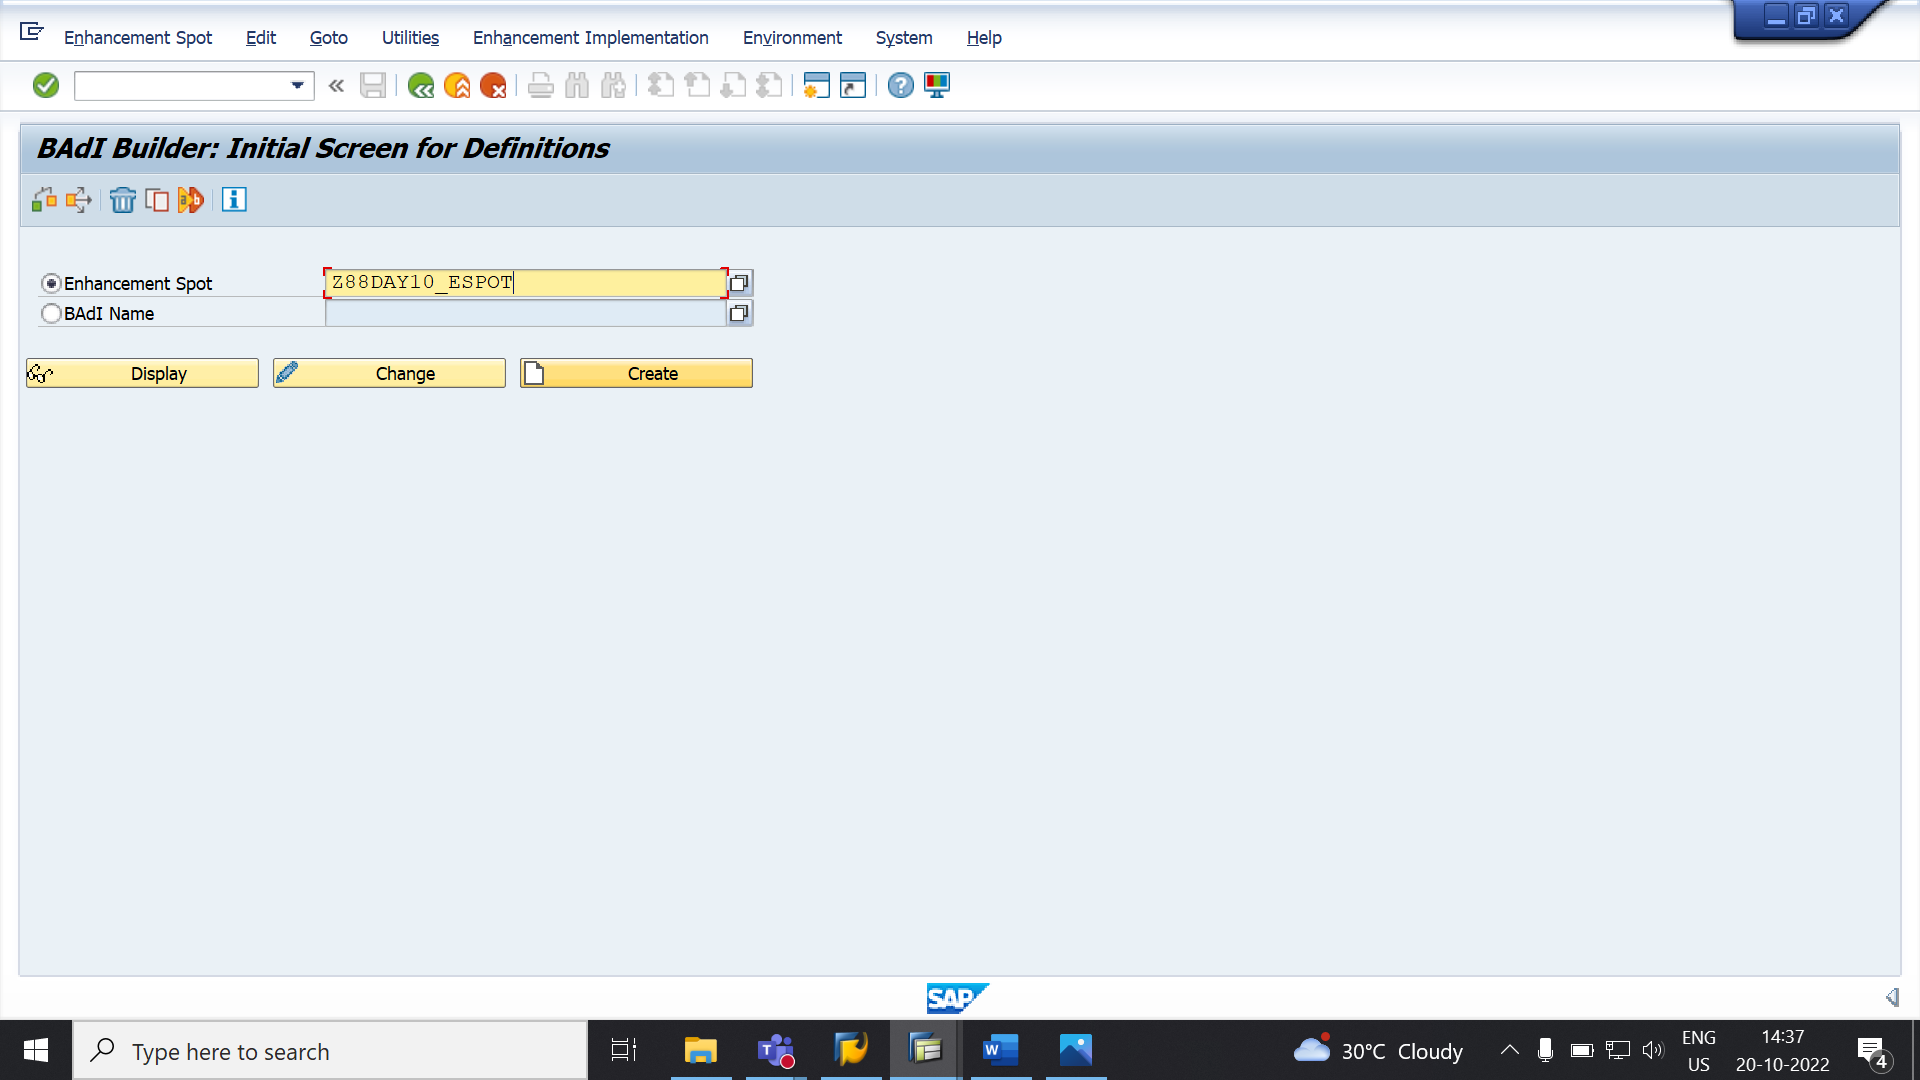 Enhancement Spot Edit Goto Utilities Enhancement Implementation Environment System Help
BAdI Builder: Initial Screen for Definitions
Enhancement Spot Z88DAY10_ESPOT
BAdI Name
Display Change Create
SAP
Type here to search
30°C Cloudy
ENG
US
14:37
20-10-2022
4